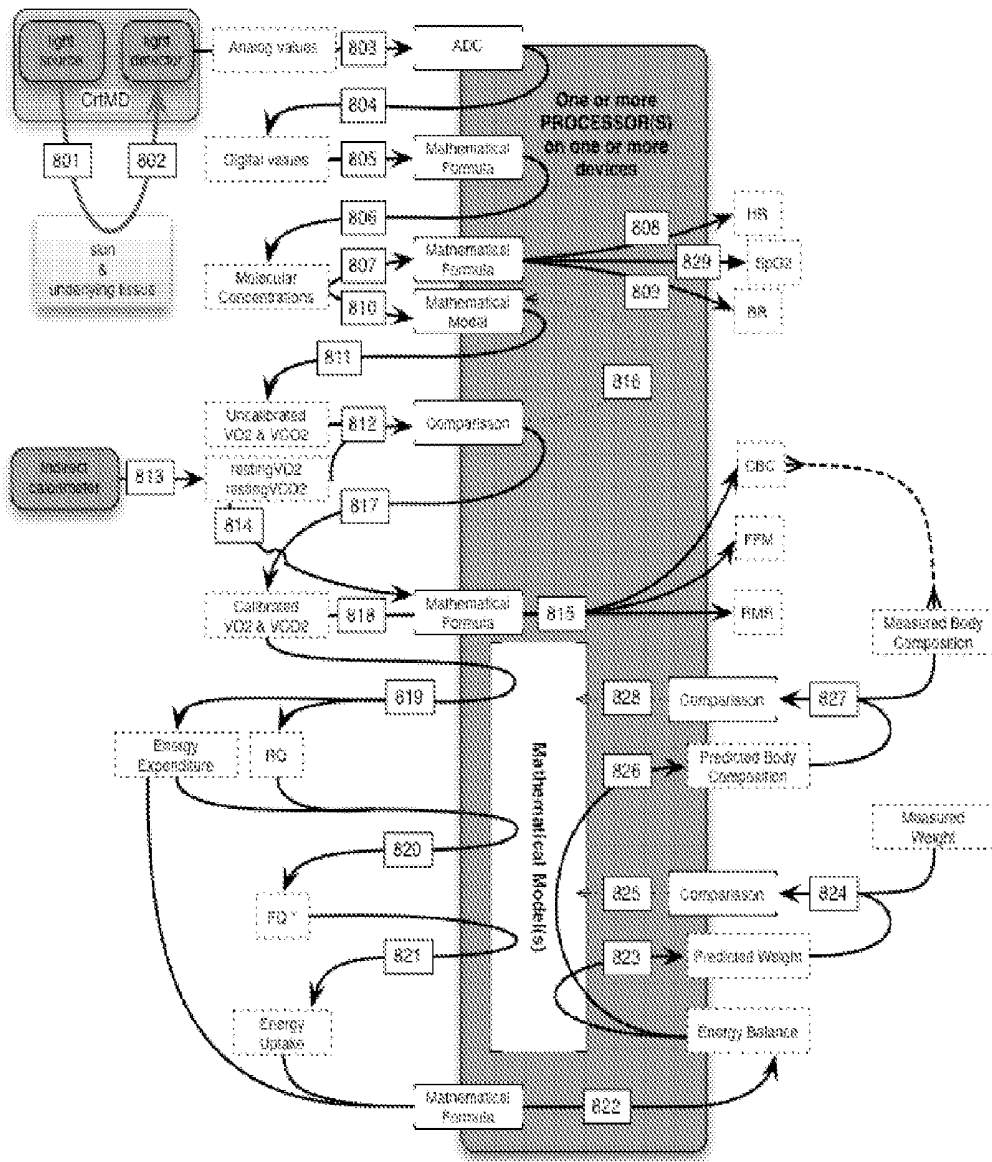 light
source
light
detector
CrtMD
Analog values
803
ADC
801
802
skin
&
underlying tissue
One or more
PROCESSOR(S)
on one or more
devices
804
Digital values
805
Mathematical
Formula
806
Molecular
Concentrations
807
Mathematical
Formula
810
Mathematical
Model
808
829
809
HR
SpO2
BR
811
816
Uncalibrated
VO2 & VCO2
812
Comparison
Indirect
calorimeter
813
restingVO2
restingVCO2
814
817
CBC
FFM
RMR
Calibrated
VO2 & VCO2
818
Mathematical
Formula
815
Measured Body
Composition
819
828
Comparison
827
Energy
Expenditure
RQ
826
Predicted Body
Composition
Mathematical Model(s)
Measured
Weight
820
825
Comparison
824
FQ *
821
823
Predicted Weight
Energy
Uptake
Energy Balance
Mathematical
Formula
822